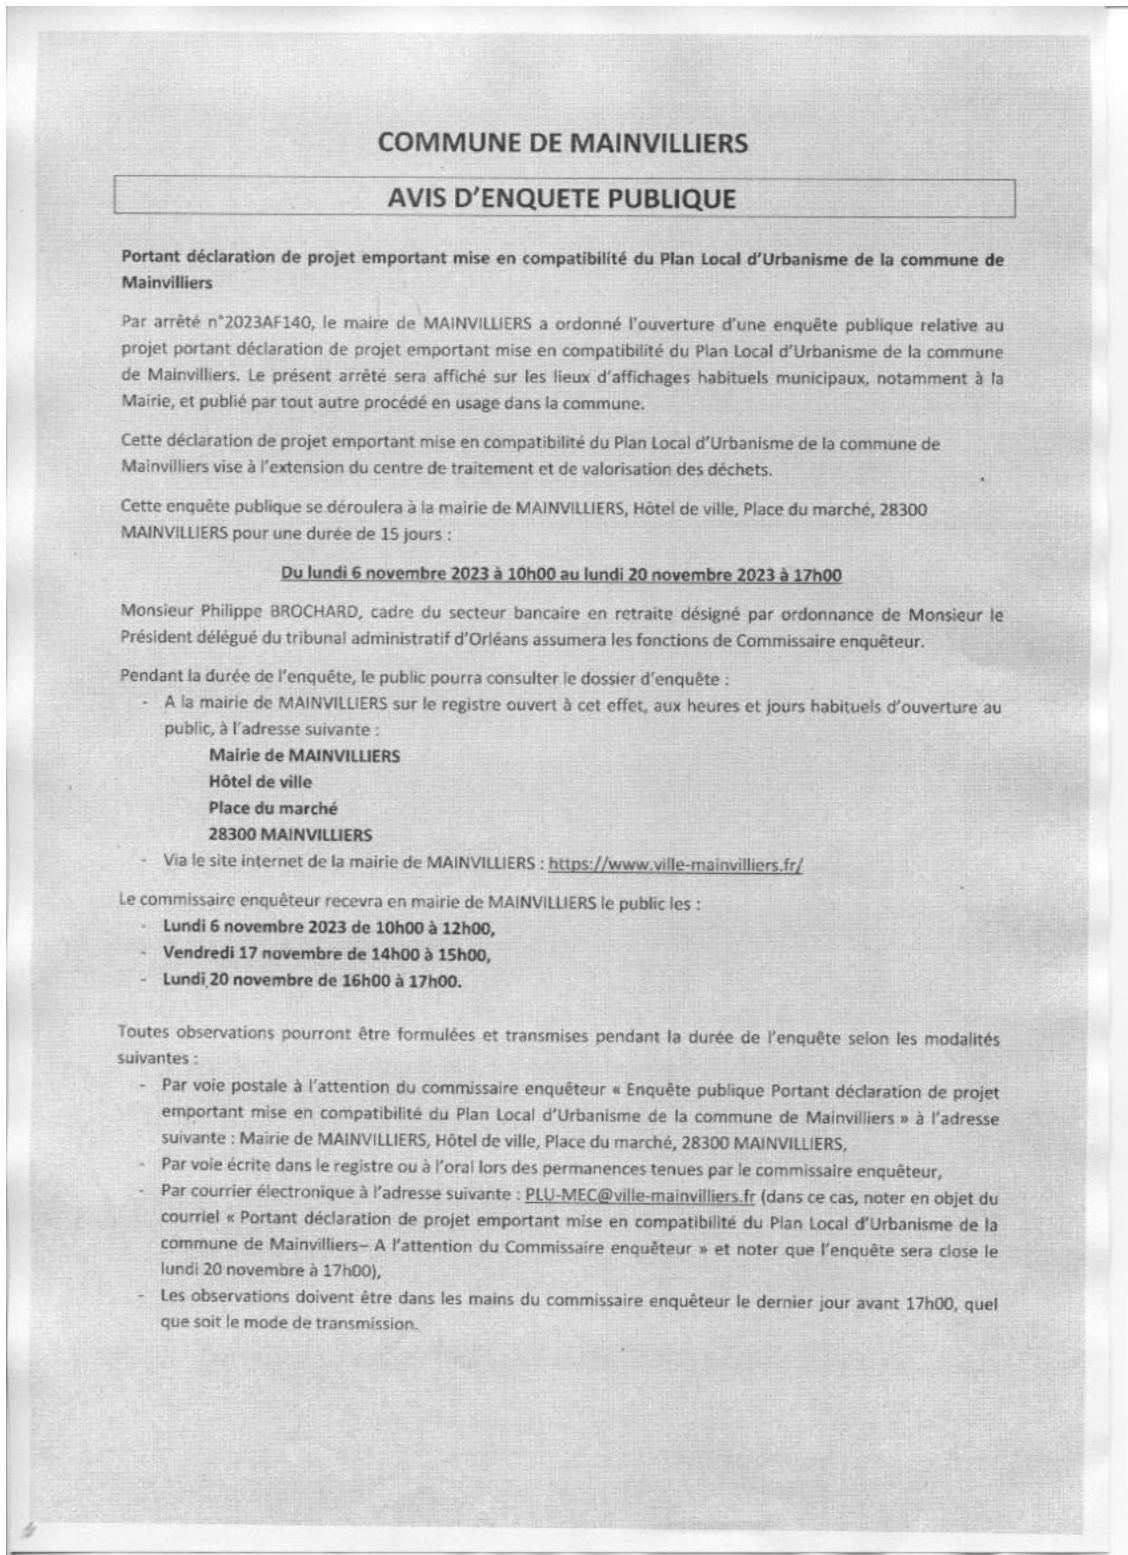 COMMUNE DE MAINVILLIERS
AVIS D'ENQUETE PUBLIQUE
Portant déclaration de projet emportant mise en compatibilité du Plan Local d'Urbanisme de la commune de
Mainvilliers
Par arrêté n°2023AF140, le maire de MAINVILLIERS a ordonné l'ouverture d'une enquête publique relative au
projet portant déclaration de projet emportant mise en compatibilité du Plan Local d'Urbanisme de la commune
de Mainvilliers. Le présent arrêté sera affiché sur les lieux d'affichages habituels municipaux, notamment à la
Mairie, et publié par tout autre procédé en usage dans la commune.
Cette déclaration de projet emportant mise en compatibilité du Plan Local d'Urbanisme de la commune de
Mainvilliers vise à l'extension du centre de traitement et de valorisation des déchets.
Cette enquête publique se déroulera à la mairie de MAINVILLIERS, Hôtel de ville, Place du marché, 28300
MAINVILLIERS pour une durée de 15 jours :
Du lundi 6 novembre 2023 à 10h00 au lundi 20 novembre 2023 à 17h00
Monsieur Philippe BROCHARD, cadre du secteur bancaire en retraite désigné par ordonnance de Monsieur le
Président délégué du tribunal administratif d'Orléans assumera les fonctions de Commissaire enquêteur.
Pendant la durée de l'enquête, le public pourra consulter le dossier d'enquête :
- A la mairie de MAINVILLIERS sur le registre ouvert à cet effet, aux heures et jours habituels d'ouverture au
public, à l'adresse suivante :
Mairie de MAINVILLIERS
Hôtel de ville
Place du marché
28300 MAINVILLIERS
- Via le site internet de la mairie de MAINVILLIERS : https://www.ville-mainvilliers.fr/
Le commissaire enquêteur recevra en mairie de MAINVILLIERS le public les :
- Lundi 6 novembre 2023 de 10h00 à 12h00,
- Vendredi 17 novembre de 14h00 à 15h00,
- Lundi 20 novembre de 16h00 à 17h00.
Toutes observations pourront être formulées et transmises pendant la durée de l'enquête selon les modalités
suivantes :
- Par voie postale à l'attention du commissaire enquêteur « Enquête publique Portant déclaration de projet
emportant mise en compatibilité du Plan Local d'Urbanisme de la commune de Mainvilliers » à l'adresse
suivante : Mairie de MAINVILLIERS, Hôtel de ville, Place du marché, 28300 MAINVILLIERS,
- Par voie écrite dans le registre ou à l'oral lors des permanences tenues par le commissaire enquêteur,
- Par courrier électronique à l'adresse suivante : PLU-MEC@ville-mainvilliers.fr (dans ce cas, noter en objet du
courriel « Portant déclaration de projet emportant mise en compatibilité du Plan Local d'Urbanisme de la
commune de Mainvilliers– A l'attention du Commissaire enquêteur » et noter que l'enquête sera close le
lundi 20 novembre à 17h00),
- Les observations doivent être dans les mains du commissaire enquêteur le dernier jour avant 17h00, quel
que soit le mode de transmission.